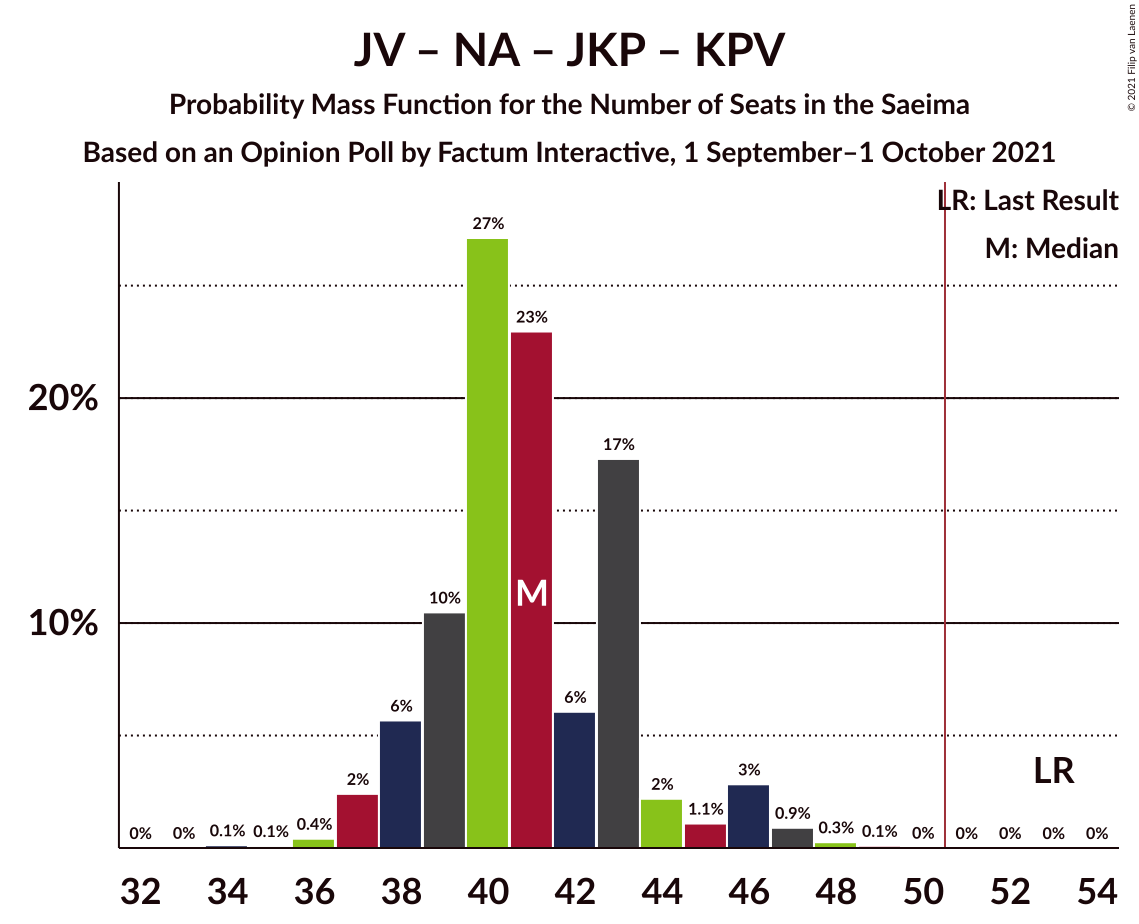 JV – NA – JKP – KPV
Probability Mass Function for the Number of Seats in the Saeima
Based on an Opinion Poll by Factum Interactive, 1 September–1 October 2021
© 2021 Filip van Laenen
LR: Last Result
M: Median
20%
10%
0% 0% 0.1% 0.1% 0.4% 2% 6% 10% 27% 23% 6% 17% 2% 1.1% 3% 0.9% 0.3% 0.1% 0% 0% 0% 0% 0%
M
LR
32 34 36 38 40 42 44 46 48 50 52 54